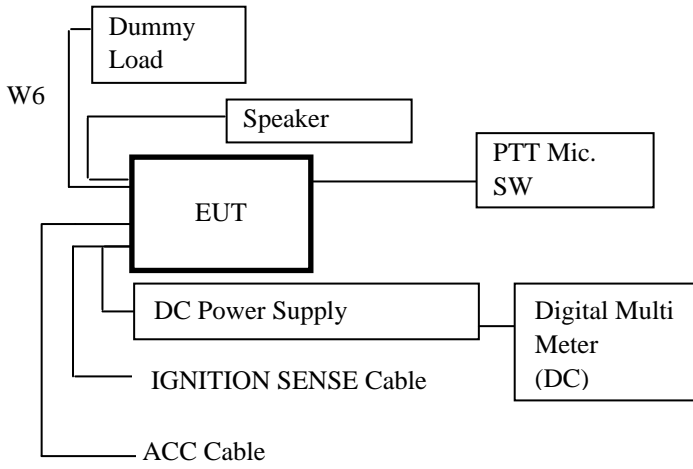 Dummy
Load
W6
Speaker
PTT Mic.
SW
EUT
DC Power Supply
Digital Multi
Meter
(DC)
IGNITION SENSE Cable
ACC Cable